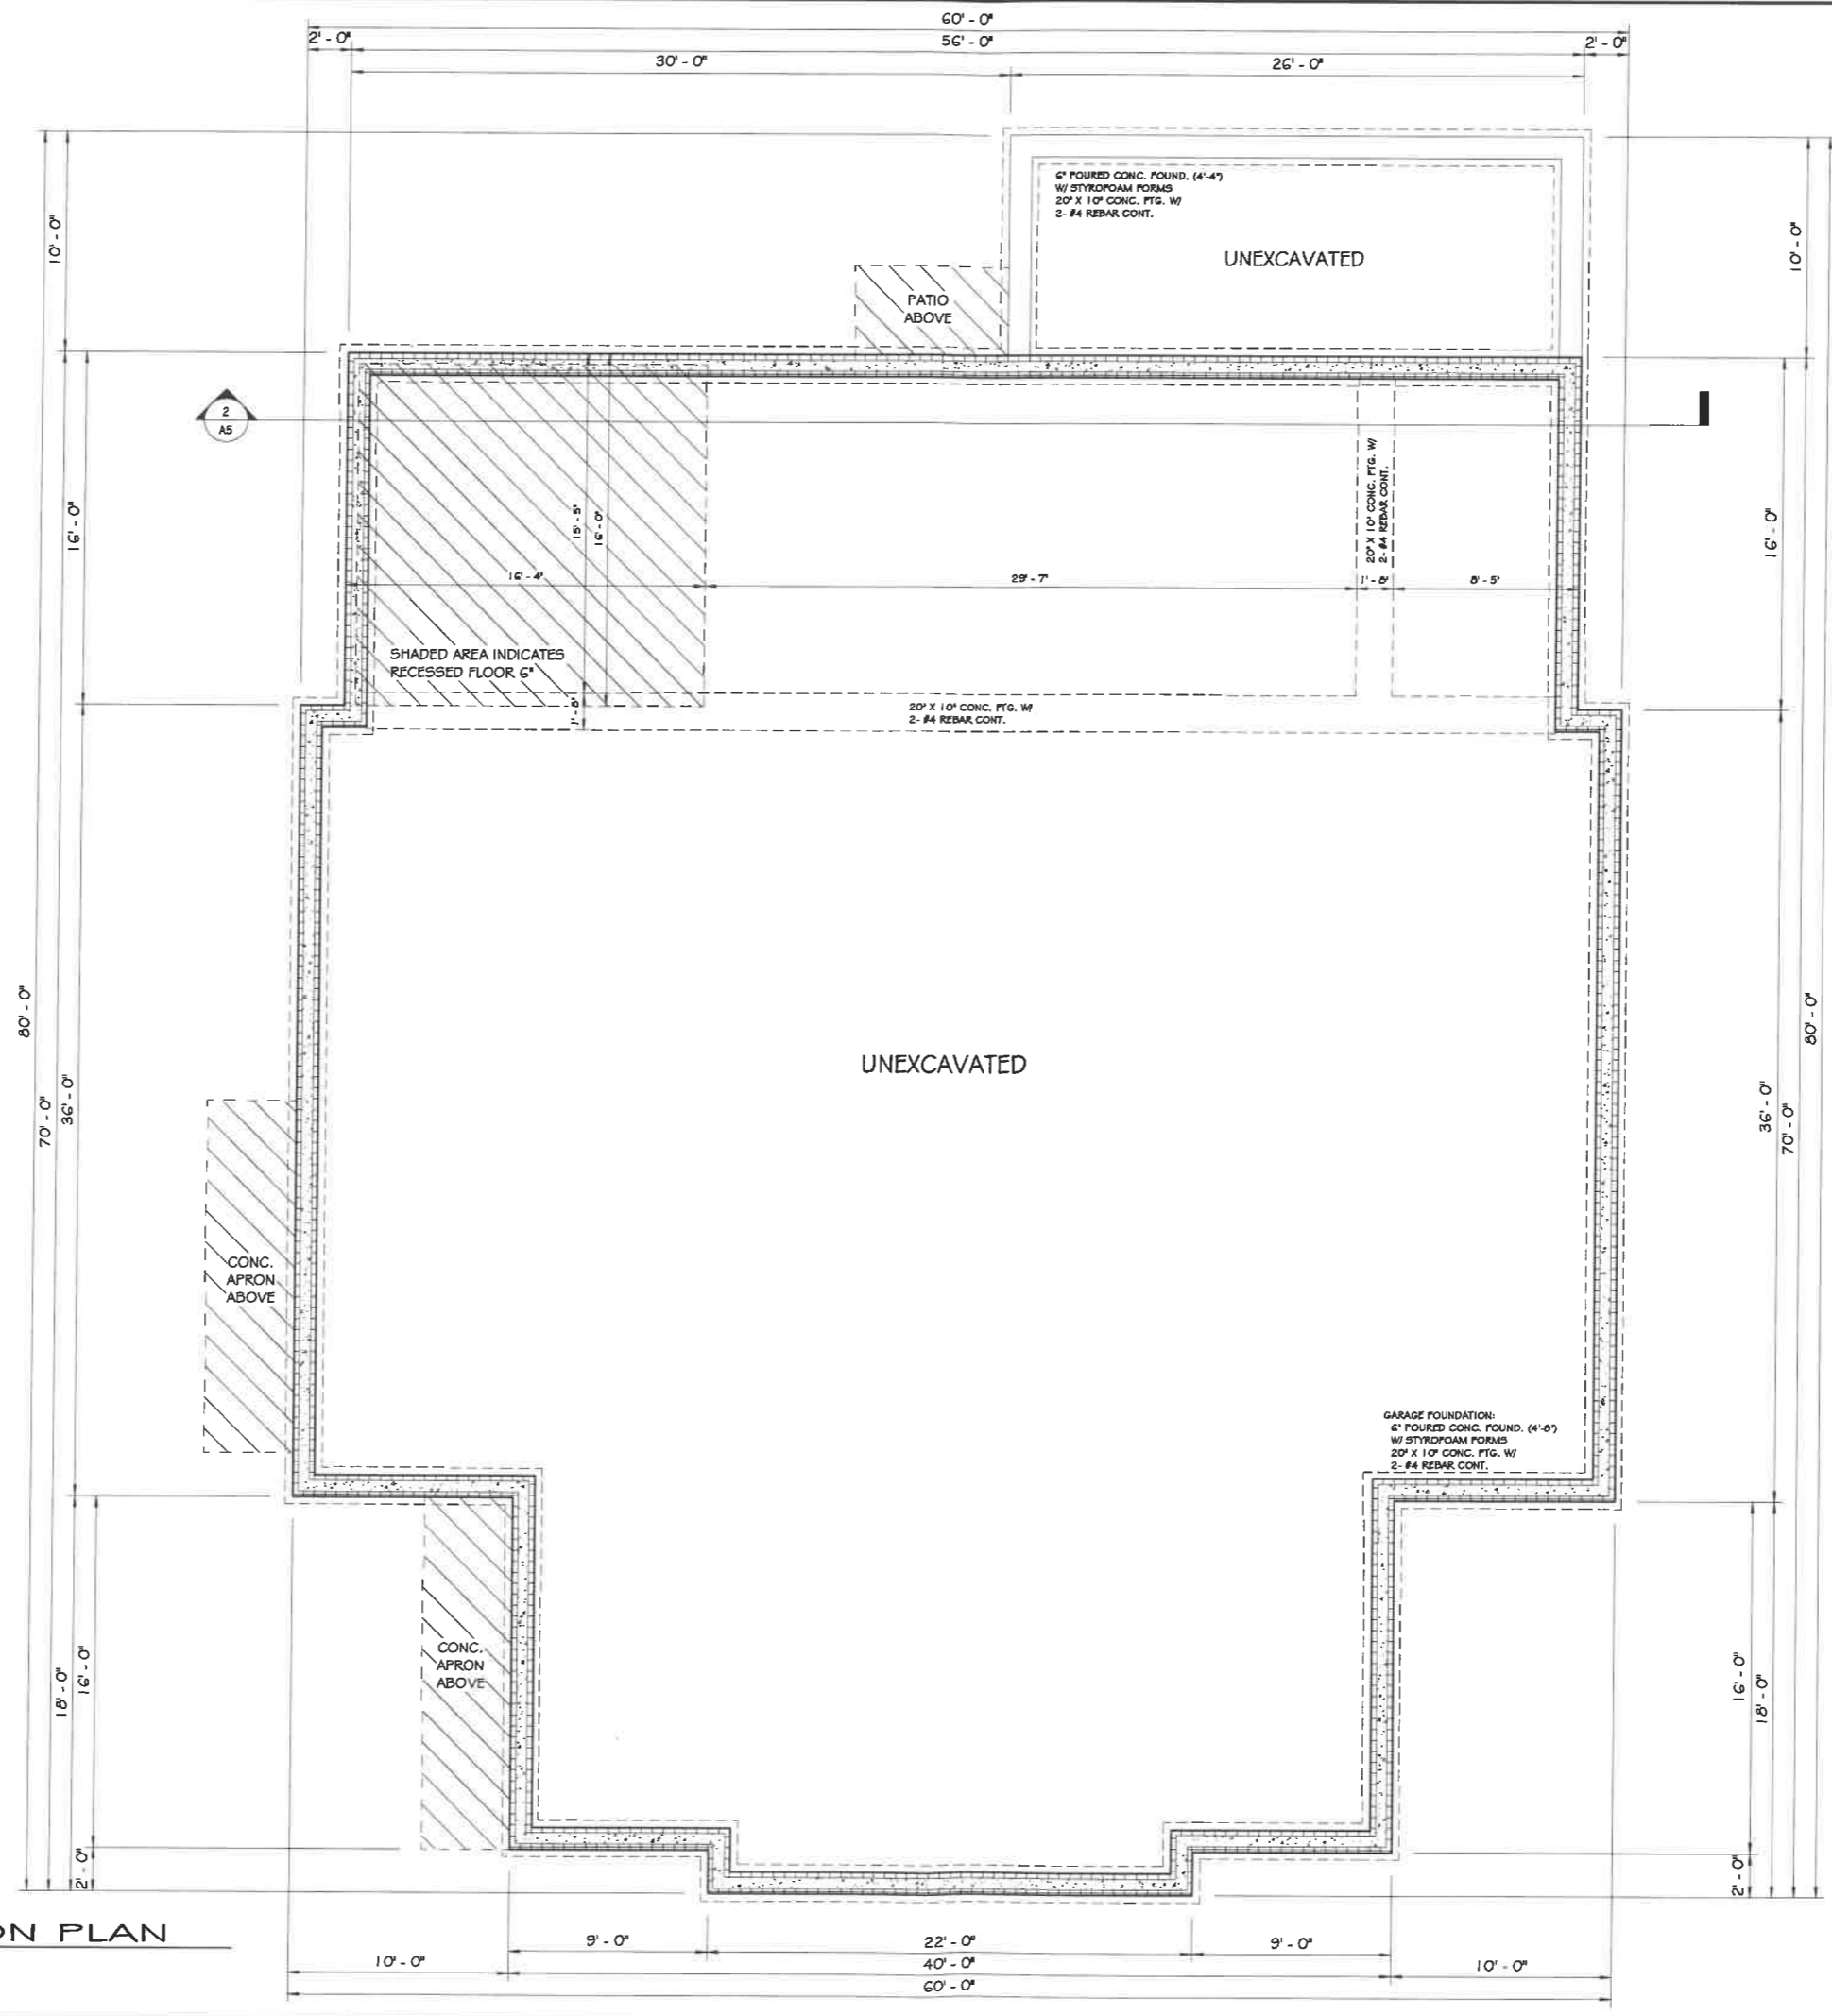 60' - 0"
2' - 0"
56' - 0"
2' - 0"
30' - 0"
26' - 0"
6" POURED CONC. FOUND. (4'-4")
W/ STYROFOAM FORMS
20" X 10" CONC. FTG. W/
2- #4 REBAR CONT.
10' - 0"
10' - 0"
UNEXCAVATED
PATIO
ABOVE
2
A5
20" X 10" CONC. FTG. W/
2- #4 REBAR CONT.
16' - 0"
15' - 5"
16' - 0"
16' - 0"
16' - 4"
29' - 7"
1' - 8"
8' - 5"
SHADED AREA INDICATES
RECESSED FLOOR 6"
1' - 8"
20" X 10" CONC. FTG. W/
2- #4 REBAR CONT.
80' - 0"
70' - 0"
36' - 0"
UNEXCAVATED
36' - 0"
70' - 0"
80' - 0"
CONC.
APRON
ABOVE
GARAGE FOUNDATION:
6" POURED CONC. FOUND. (4'-8")
W/ STYROFOAM FORMS
20" X 10" CONC. FTG. W/
2- #4 REBAR CONT.
CONC.
APRON
ABOVE
18' - 0"
16' - 0"
16' - 0"
18' - 0"
2' - 0"
2' - 0"
ON PLAN
9' - 0"
22' - 0"
9' - 0"
10' - 0"
40' - 0"
10' - 0"
60' - 0"